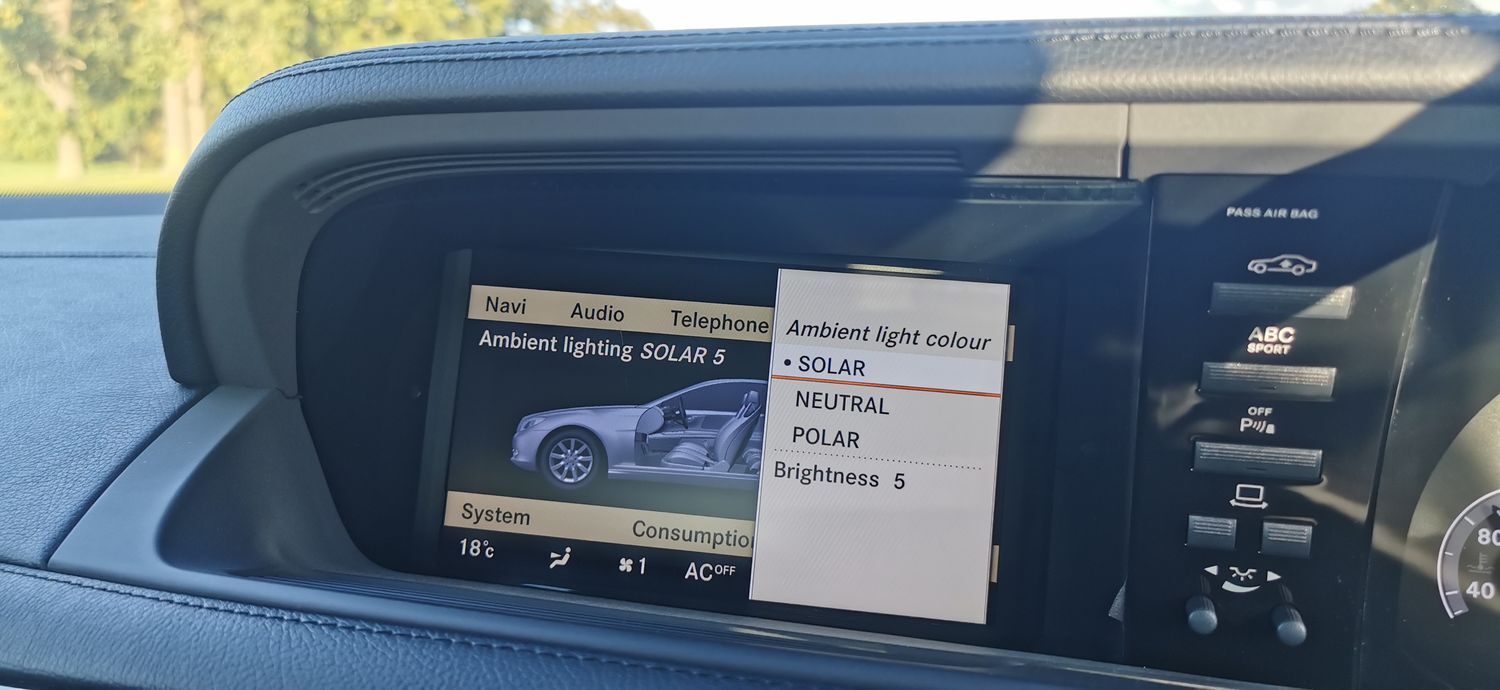 PASS AIR BAG
Navi Audio Telephone
Ambient lighting SOLAR 5
Ambient light colour
• SOLAR
NEUTRAL
POLAR
Brightness 5
System Consumption
18°c 1 AC OFF
ABC
SPORT
OFF
P
80
40